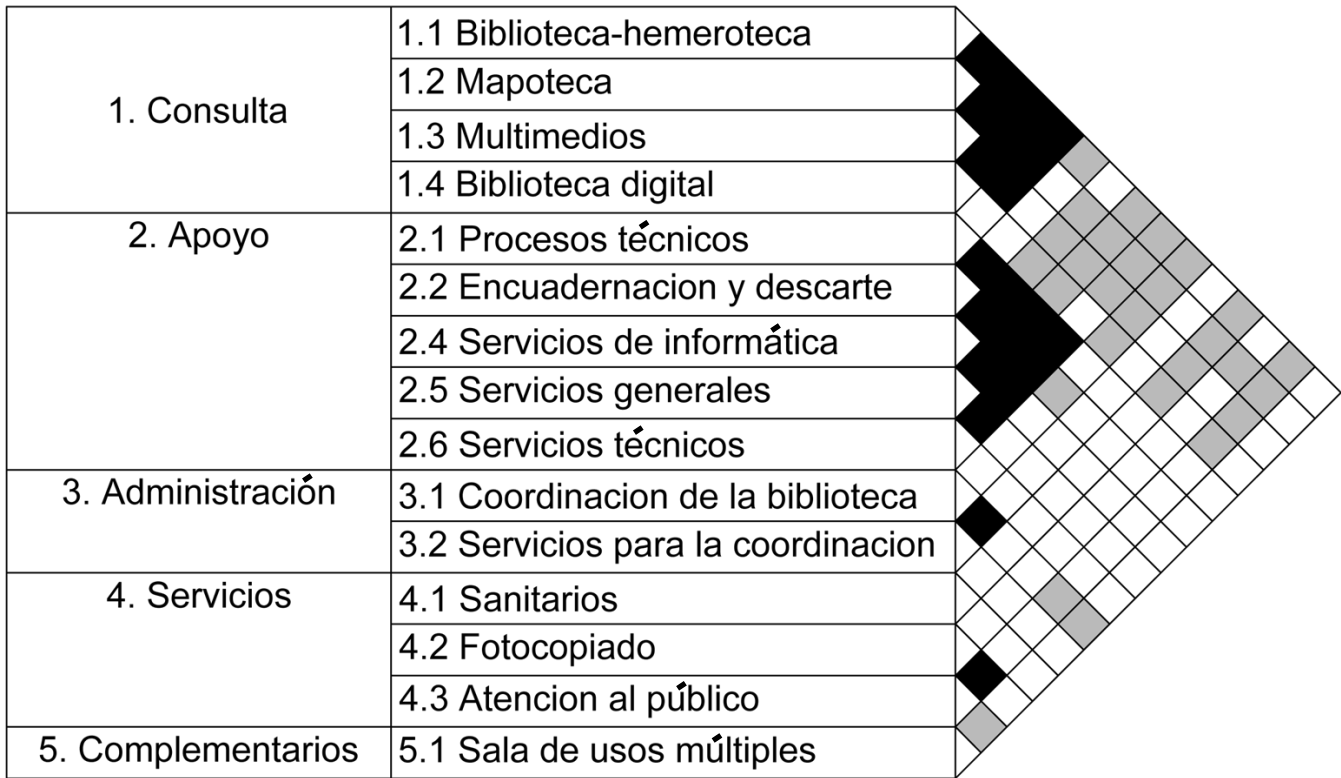 1. Consulta
1.1 Biblioteca-hemeroteca
1.2 Mapoteca
1.3 Multimedios
1.4 Biblioteca digital
2. Apoyo
2.1 Procesos técnicos
2.2 Encuadernacion y descarte
2.4 Servicios de informática
2.5 Servicios generales
2.6 Servicios técnicos
3. Administración
3.1 Coordinacion de la biblioteca
3.2 Servicios para la coordinacion
4. Servicios
4.1 Sanitarios
4.2 Fotocopiado
4.3 Atencion al público
5. Complementarios
5.1 Sala de usos múltiples